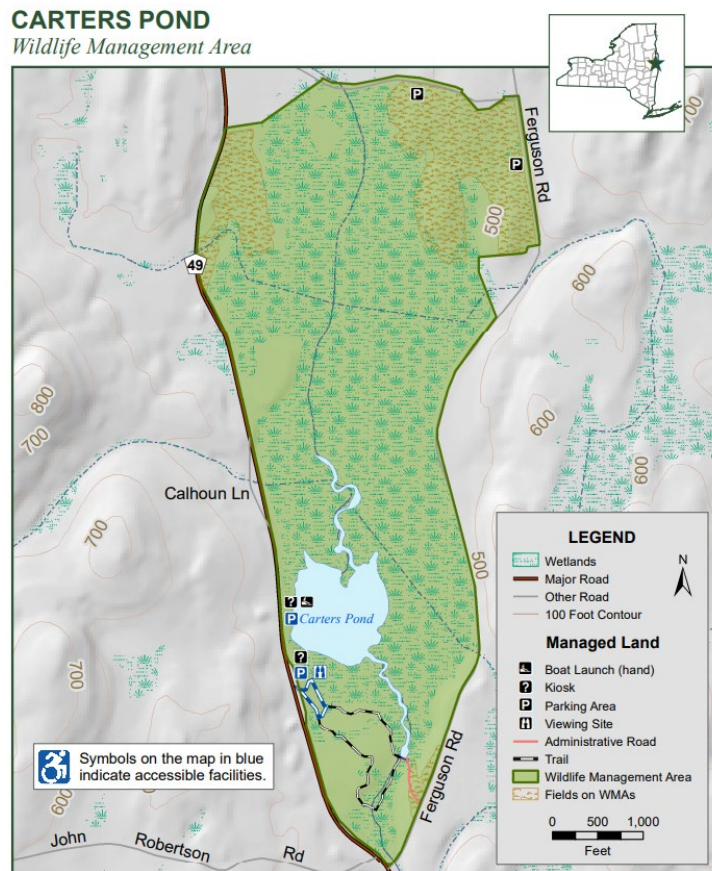 CARTERS POND
Wildlife Management Area
P
Ferguson Rd
700
P
500
49
600
800
700
600
600
Calhoun Ln
700
500
?
P Carters Pond
?
P
700
Symbols on the map in blue
indicate accessible facilities.
Ferguson Rd
600
John Robertson Rd
LEGEND
Wetlands
Major Road
Other Road
100 Foot Contour
N
Managed Land
Boat Launch (hand)
? Kiosk
P Parking Area
Viewing Site
Administrative Road
Trail
Wildlife Management Area
Fields on WMAs
0 500 1,000
Feet